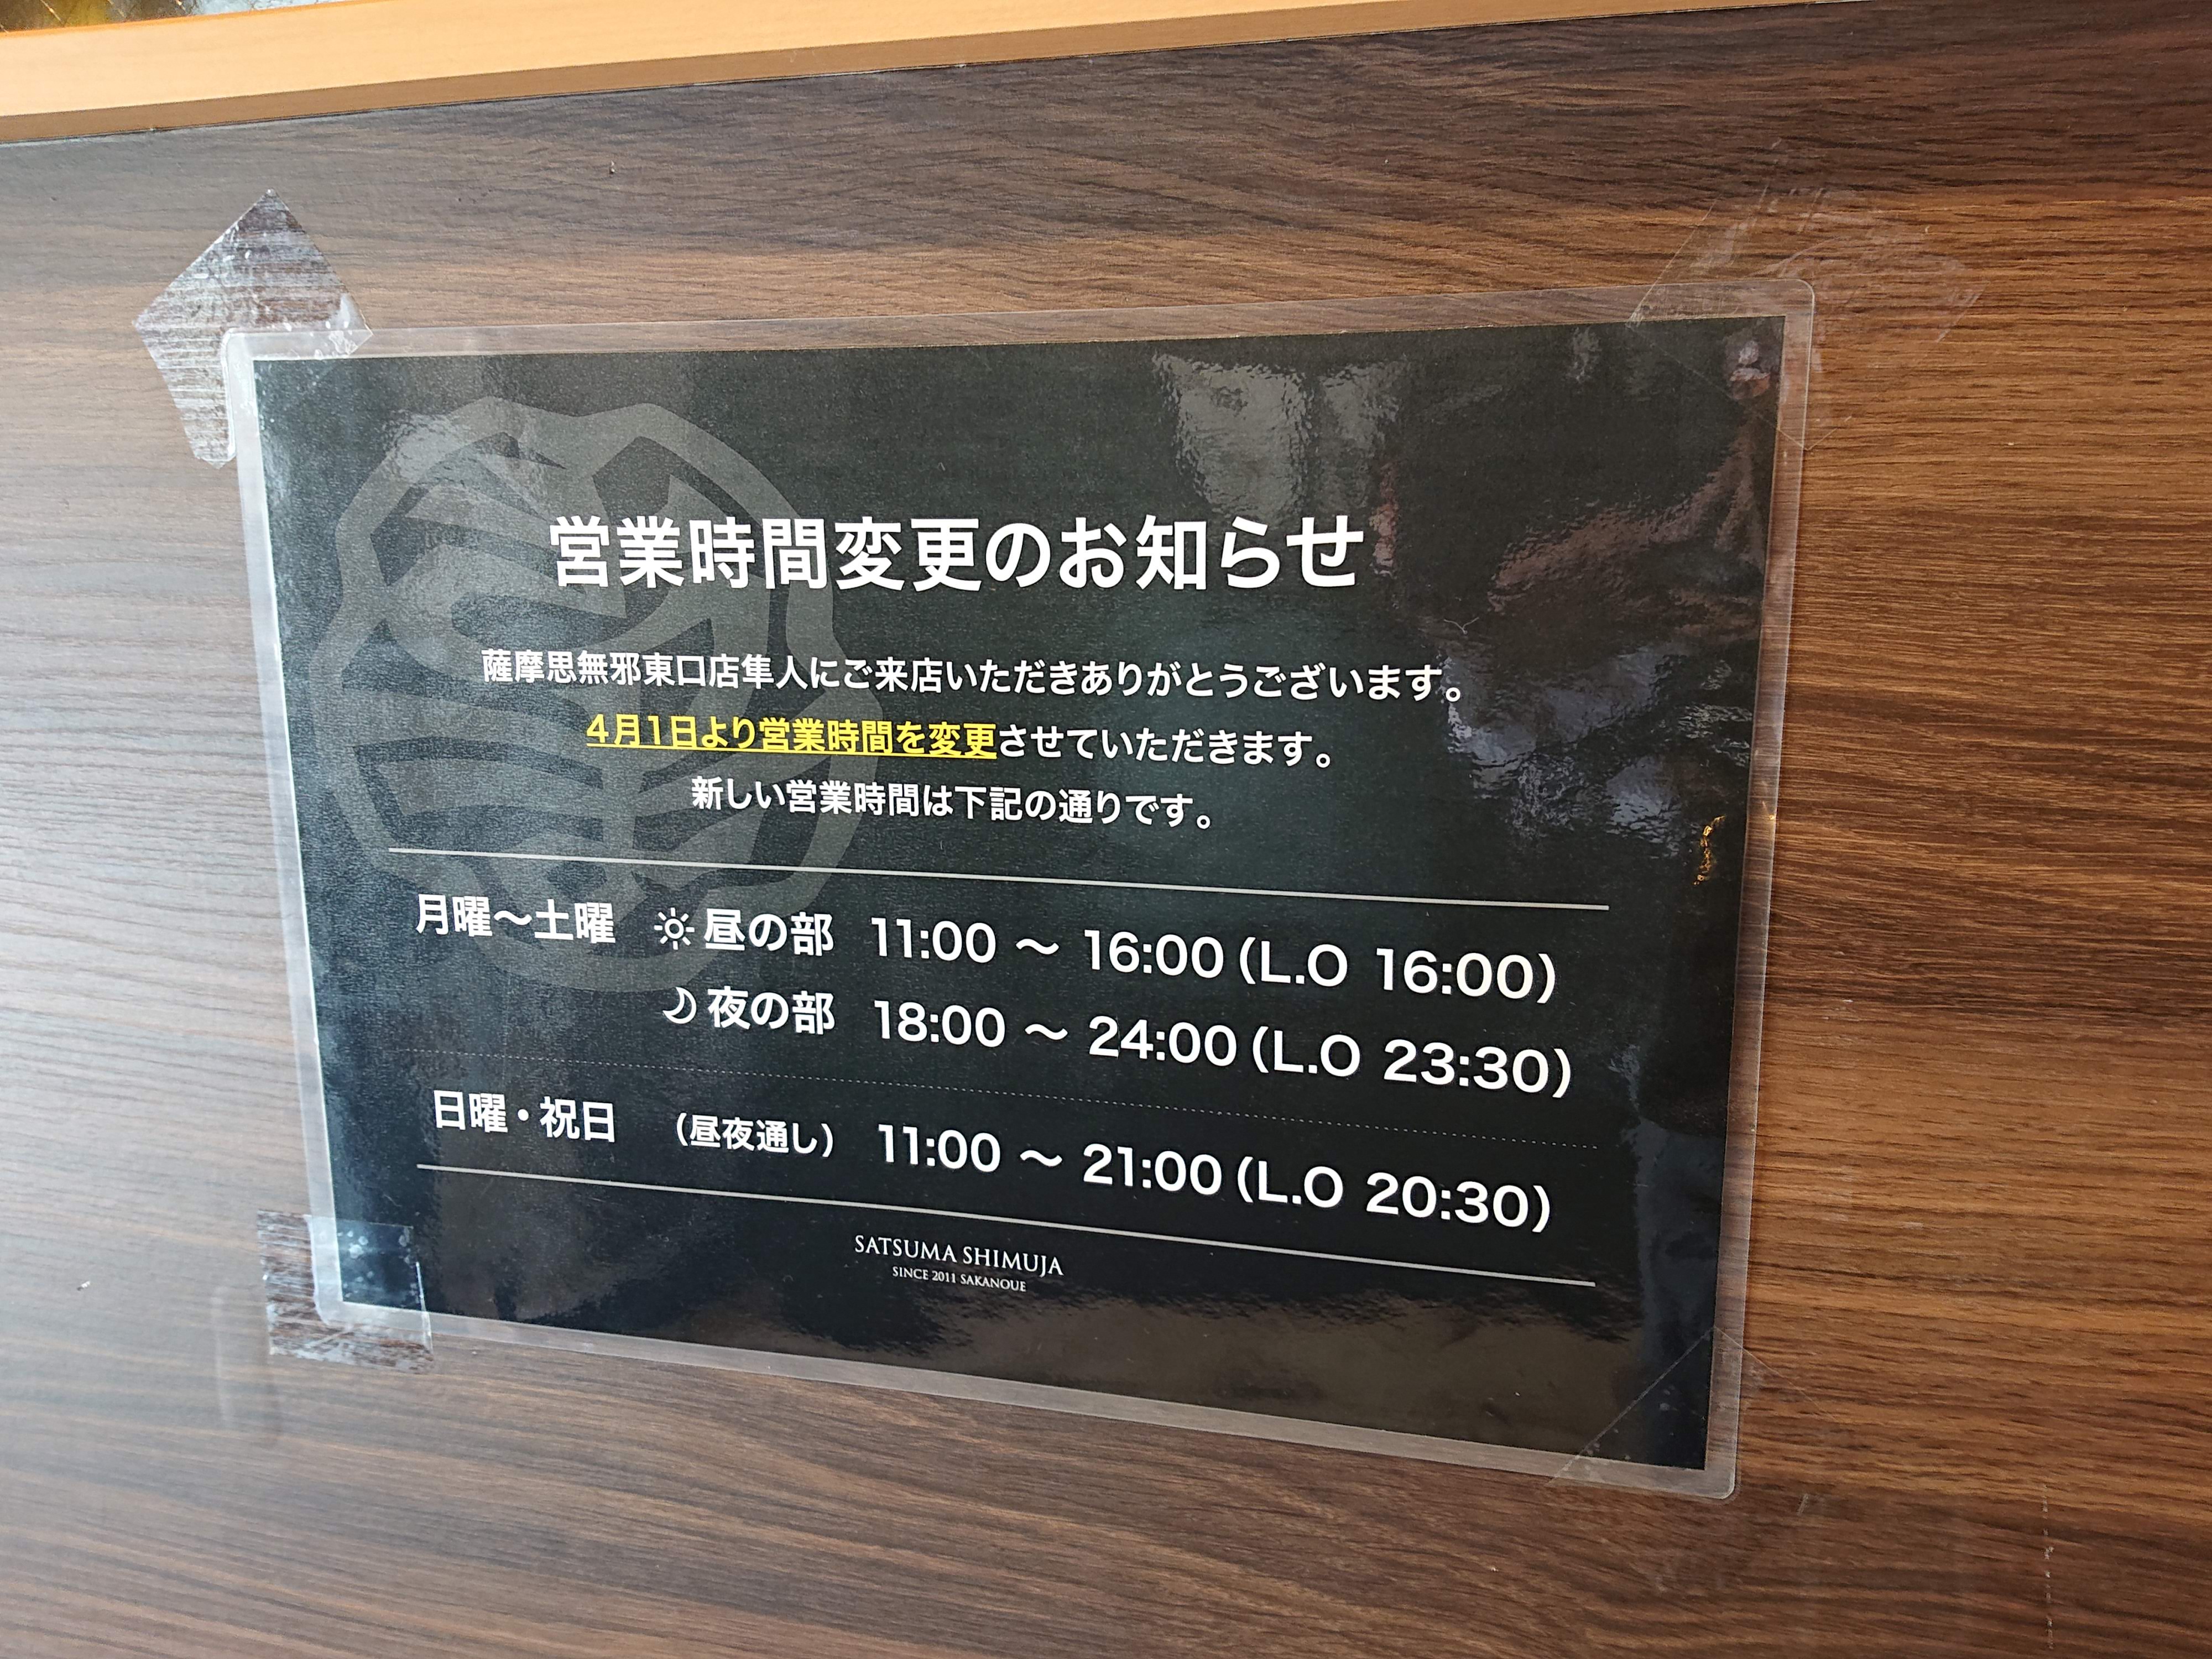 営業時間変更のお知らせ
薩摩思無邪東口店隼人にご来店いただきありがとうございます。
4月1日より営業時間を変更させていただきます。
新しい営業時間は下記の通りです。
月曜〜土曜 昼の部 11:00 〜 16:00(L.O 16:00)
夜の部 18:00 〜 24:00(L.O 23:30)
日曜・祝日 (昼夜通し) 11:00 〜 21:00(L.O 20:30)
SATSUMA SHIMUJA
SINCE 2011 SAKANOUE